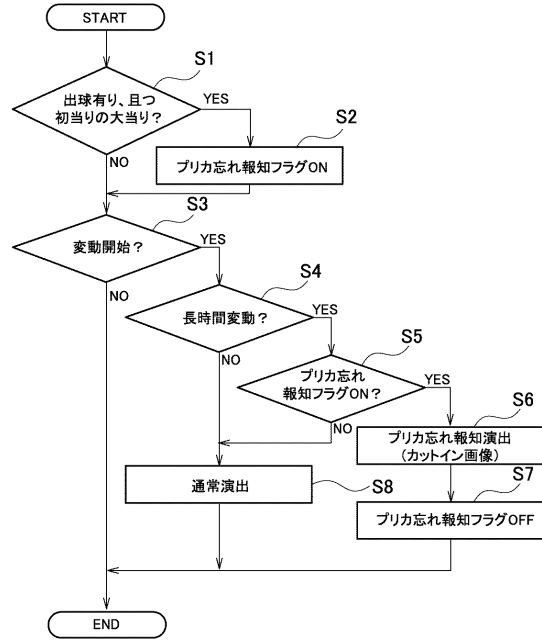 START
S1
出球有り、且つ
初当りの大当り？
YES
S2
NO
プリカ忘れ報知フラグON
S3
変動開始？
YES
S4
NO
長時間変動？
YES
S5
NO
プリカ忘れ
報知フラグON？
YES
S6
NO
プリカ忘れ報知演出
（カットイン画像）
S7
通常演出
S8
プリカ忘れ報知フラグOFF
END